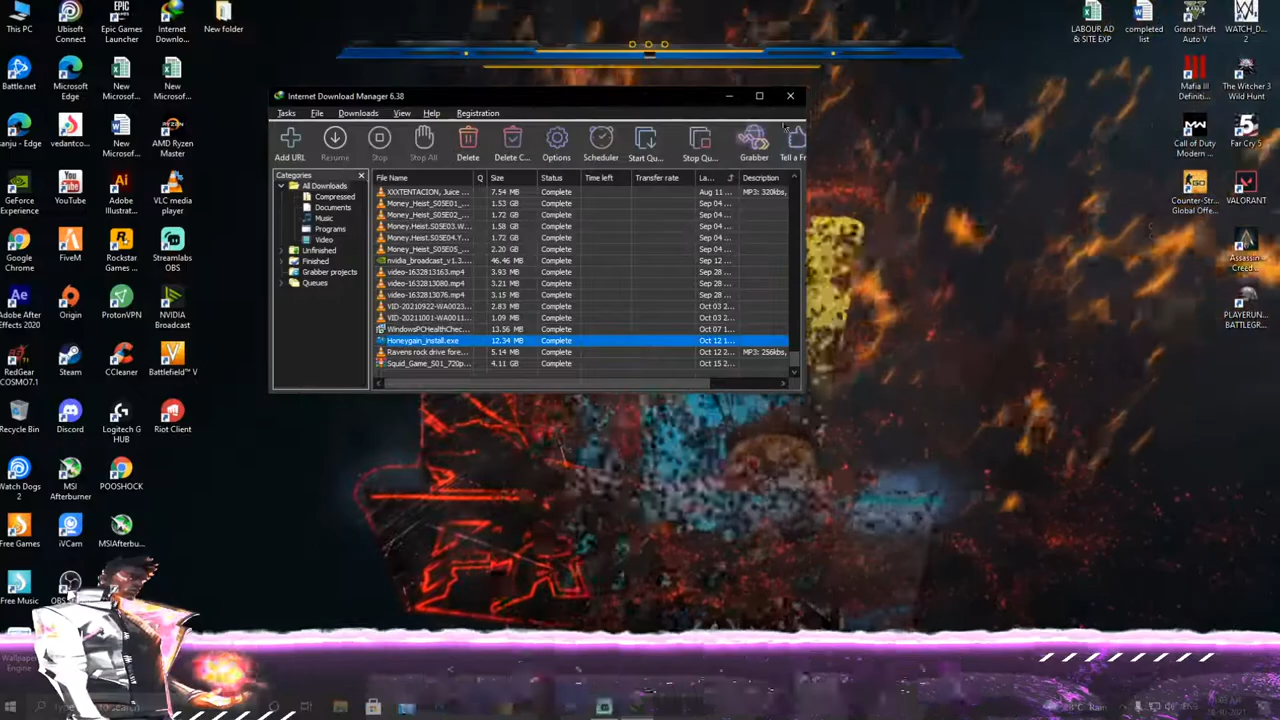 This PC
Ubisoft Connect
Epic Games Launcher
Internet Downlo...
New folder
Battle.net
Microsoft Edge
New Microsof...
New Microsof...
sanju - Edge
vedantco...
New Microsof...
AMD Ryzen Master
GeForce Experience
YouTube
Adobe Illustrat...
VLC media player
Google Chrome
FiveM
Rockstar Games ...
Streamlabs OBS
Adobe After Effects 2020
Origin
ProtonVPN
NVIDIA Broadcast
RedGear COSMO7.1
Steam
CCleaner
Battlefield™ V
Recycle Bin
Discord
Logitech G HUB
Riot Client
Watch Dogs 2
MSI Afterburner
POOSHOCK
Free Games
iVCam
MSIAfterbu...
Free Music
Wallpaper Engine
Internet Download Manager 6.38
Tasks File Downloads View Help Registration
Add URL Resume Stop Stop All Delete Delete C... Options Scheduler Start Qu... Stop Qu... Grabber Tell a Fr
Categories
All Downloads
Compressed
Documents
Music
Programs
Video
Unfinished
Finished
Grabber projects
Queues
File Name Q Size Status Time left Transfer rate La... Description
XXXTENTACION, Juice ... 7.54 MB Complete Aug 11 ... MP3: 320kbs,
Money_Heist_S05E01_... 1.53 GB Complete Sep 04 ...
Money_Heist_S05E02_... 1.72 GB Complete Sep 04 ...
Money.Heist.S05E03.W... 1.58 GB Complete Sep 04 ...
Money.Heist.S05E04.Y... 1.72 GB Complete Sep 04 ...
Money_Heist_S05E05_... 2.20 GB Complete Sep 04 ...
nvidia_broadcast_v1.3.... 46.46 MB Complete Sep 12 ...
video-1632813163.mp4 3.93 MB Complete Sep 28 ...
video-1632813080.mp4 3.21 MB Complete Sep 28 ...
video-1632813076.mp4 3.15 MB Complete Sep 28 ...
VID-20210922-WA0023... 2.83 MB Complete Oct 03 2...
VID-20211001-WA0011... 1.09 MB Complete Oct 03 2...
WindowsPCHealthChec... 13.56 MB Complete Oct 07 1...
Honeygain_install.exe 12.34 MB Complete Oct 12 1...
Ravens rock drive fore... 5.14 MB Complete Oct 12 2... MP3: 256kbs,
Squid_Game_S01_720p... 4.11 GB Complete Oct 15 2...
LABOUR AD & SITE EXP
completed list
Grand Theft Auto V
WATCH_D... 2
Mafia III Definiti...
The Witcher 3 Wild Hunt
Call of Duty Modern ...
Far Cry 5
Counter-Str... Global Offe...
VALORANT
Assassin... Creed...
PLAYERUN... BATTLEGR...
Rain